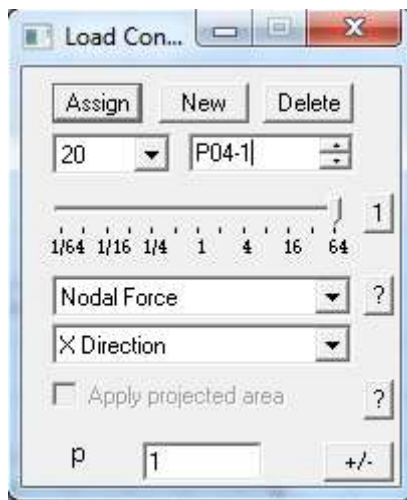 Load Con...
Assign New Delete
20 P04-1
1
1/64 1/16 1/4 1 4 16 64
Nodal Force ?
X Direction
Apply projected area ?
p 1 +/-